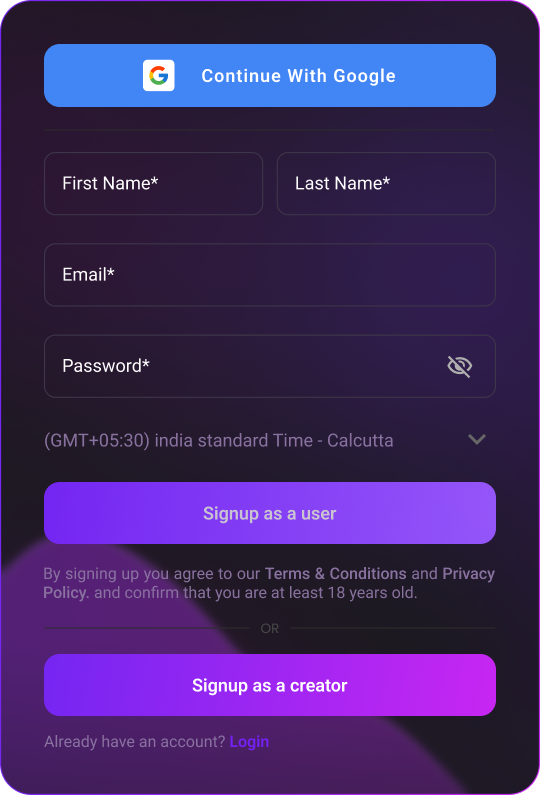 Continue With Google
First Name* Last Name*
Email*
Password*
(GMT+05:30) india standard Time - Calcutta
Signup as a user
By signing up you agree to our Terms & Conditions and Privacy
Policy. and confirm that you are at least 18 years old.
OR
Signup as a creator
Already have an account? Login